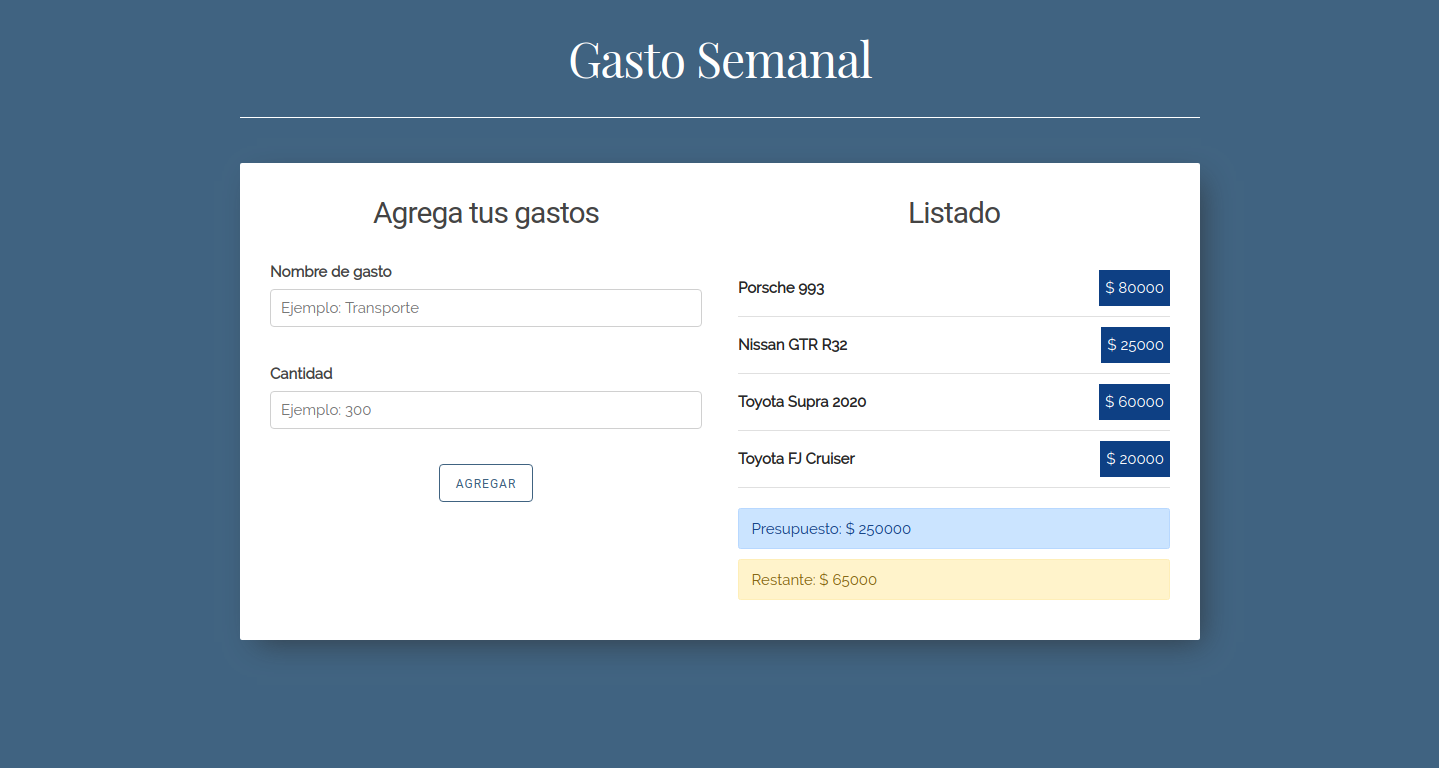 Gasto Semanal
Agrega tus gastos
Nombre de gasto
Ejemplo: Transporte
Cantidad
Ejemplo: 300
AGREGAR
Listado
Porsche 993 $ 80000
Nissan GTR R32 $ 25000
Toyota Supra 2020 $ 60000
Toyota FJ Cruiser $ 20000
Presupuesto: $ 250000
Restante: $ 65000